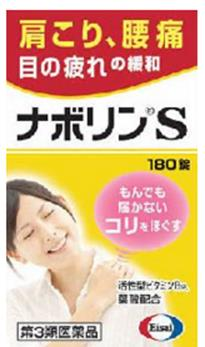 肩こり、腰痛
目の疲れの緩和
ナボリン®S
180錠
もんでも
届かない
コリをほぐす
活性型ビタミンB12
葉酸配合
第3類医薬品
Eisai